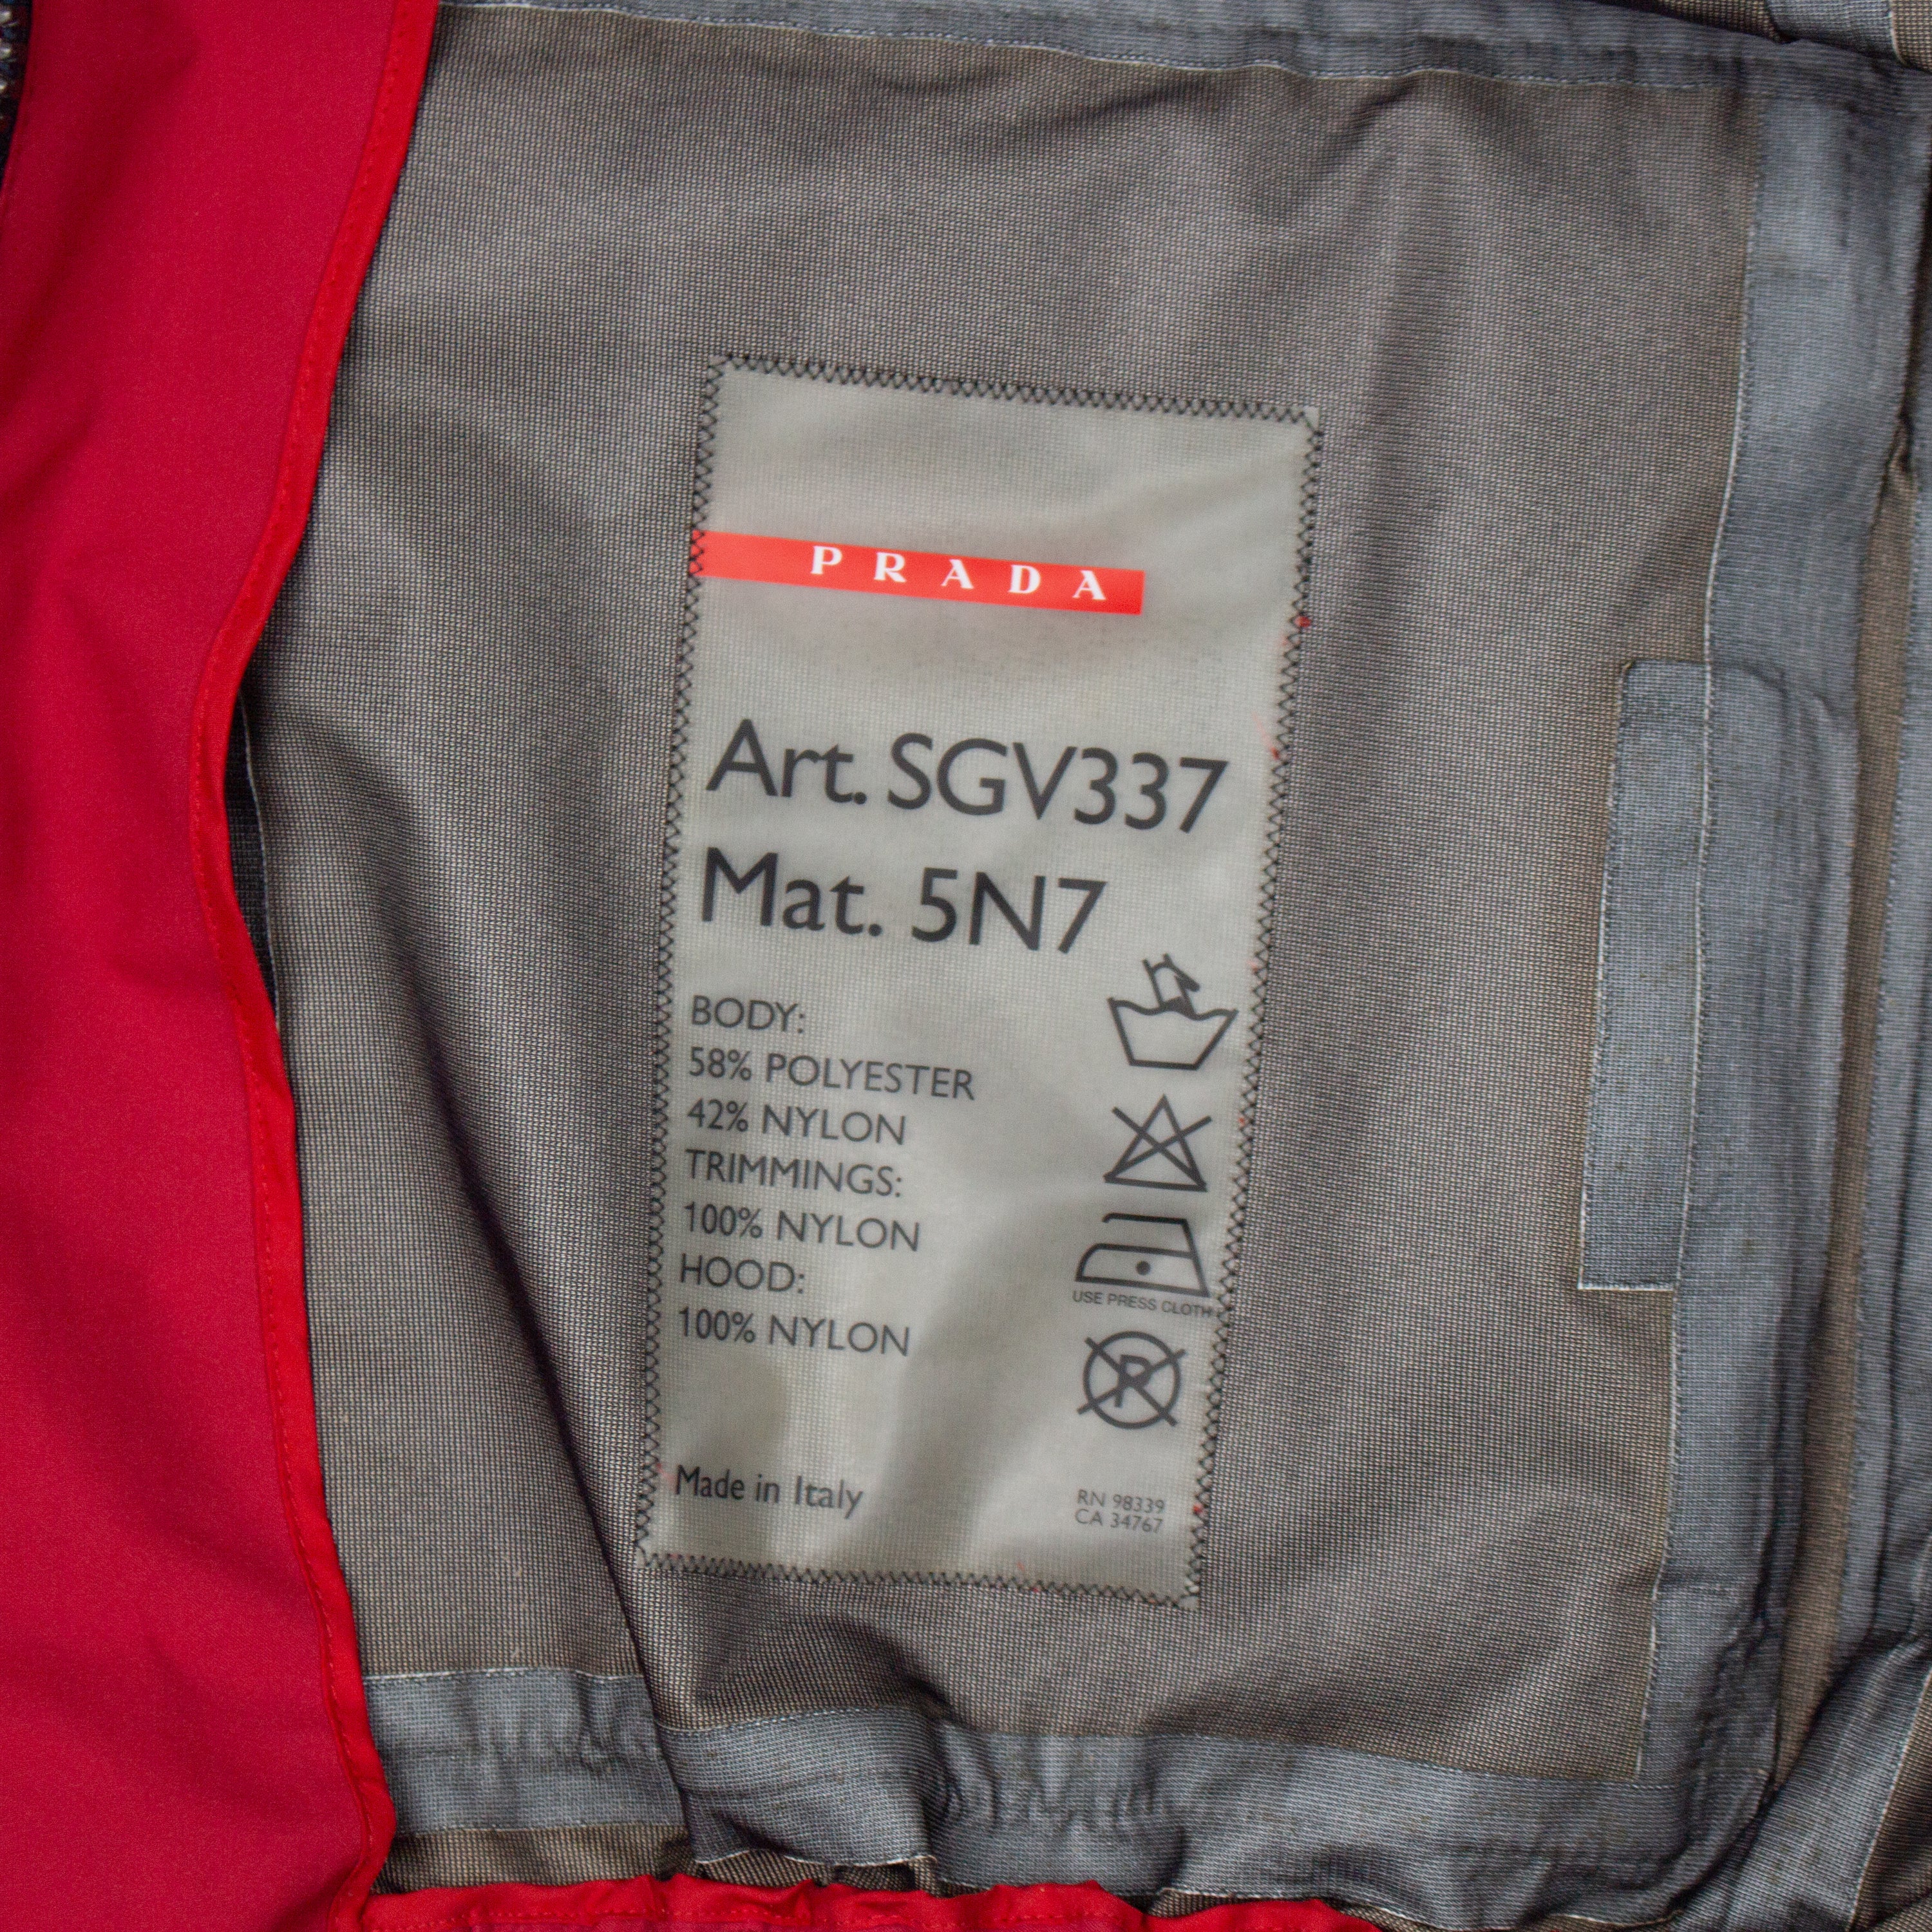 PRADA
Art. SGV337
Mat. 5N7
BODY:
58% POLYESTER
42% NYLON
TRIMMINGS:
100% NYLON
HOOD:
100% NYLON
USE PRESS CLOTH
P
Made in Italy
RN 98339
CA 34767